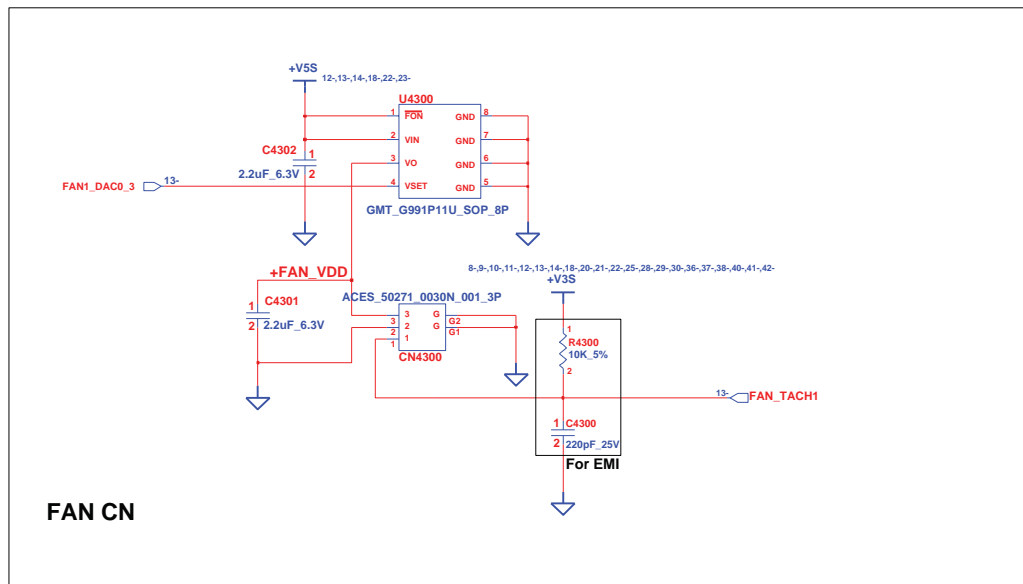 +V5S
12-,13-,14-,18-,22-,23-
U4300
1 FON GND 8
2 VIN GND 7
3 VO GND 6
4 VSET GND 5
GMT_G991P11U_SOP_8P
C4302
1
2
2.2uF_6.3V
FAN1_DAC0_3
13-
+FAN_VDD
C4301
1
2
2.2uF_6.3V
ACES_50271_0030N_001_3P
3 3 G G2
2 2 G G1
1 1
CN4300
8-,9-,10-,11-,12-,13-,14-,18-,20-,21-,22-,25-,28-,29-,30-,36-,37-,38-,40-,41-,42-
+V3S
1
R4300
10K_5%
2
13-
FAN_TACH1
1
C4300
2
220pF_25V
For EMI
FAN CN